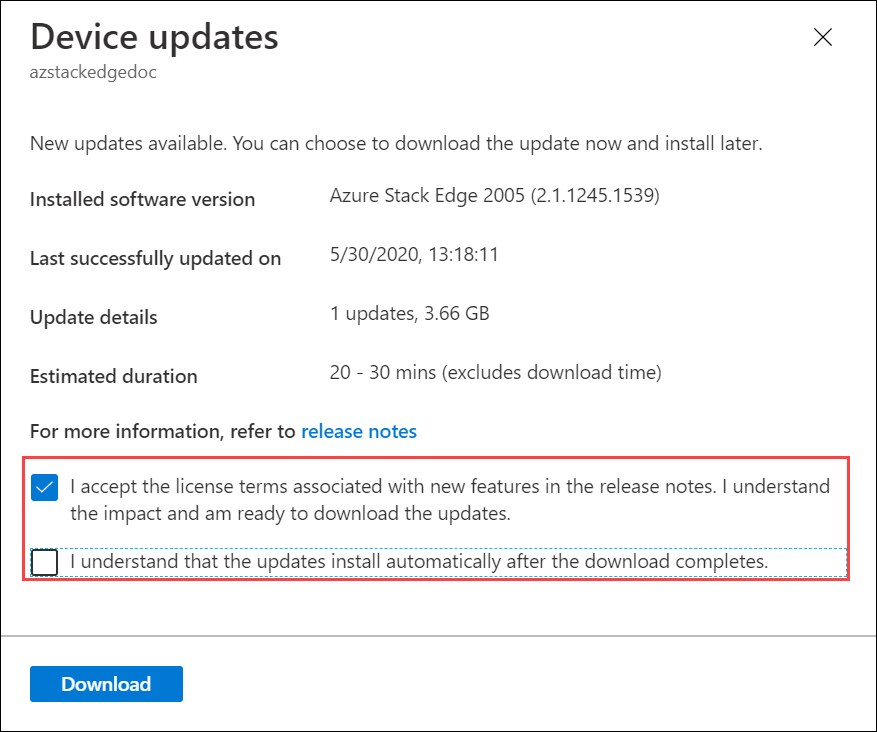 Device updates
azstackedgedoc
New updates available. You can choose to download the update now and install later.
Installed software version Azure Stack Edge 2005 (2.1.1245.1539)
Last successfully updated on 5/30/2020, 13:18:11
Update details 1 updates, 3.66 GB
Estimated duration 20 - 30 mins (excludes download time)
For more information, refer to release notes
I accept the license terms associated with new features in the release notes. I understand
the impact and am ready to download the updates.
I understand that the updates install automatically after the download completes.
Download